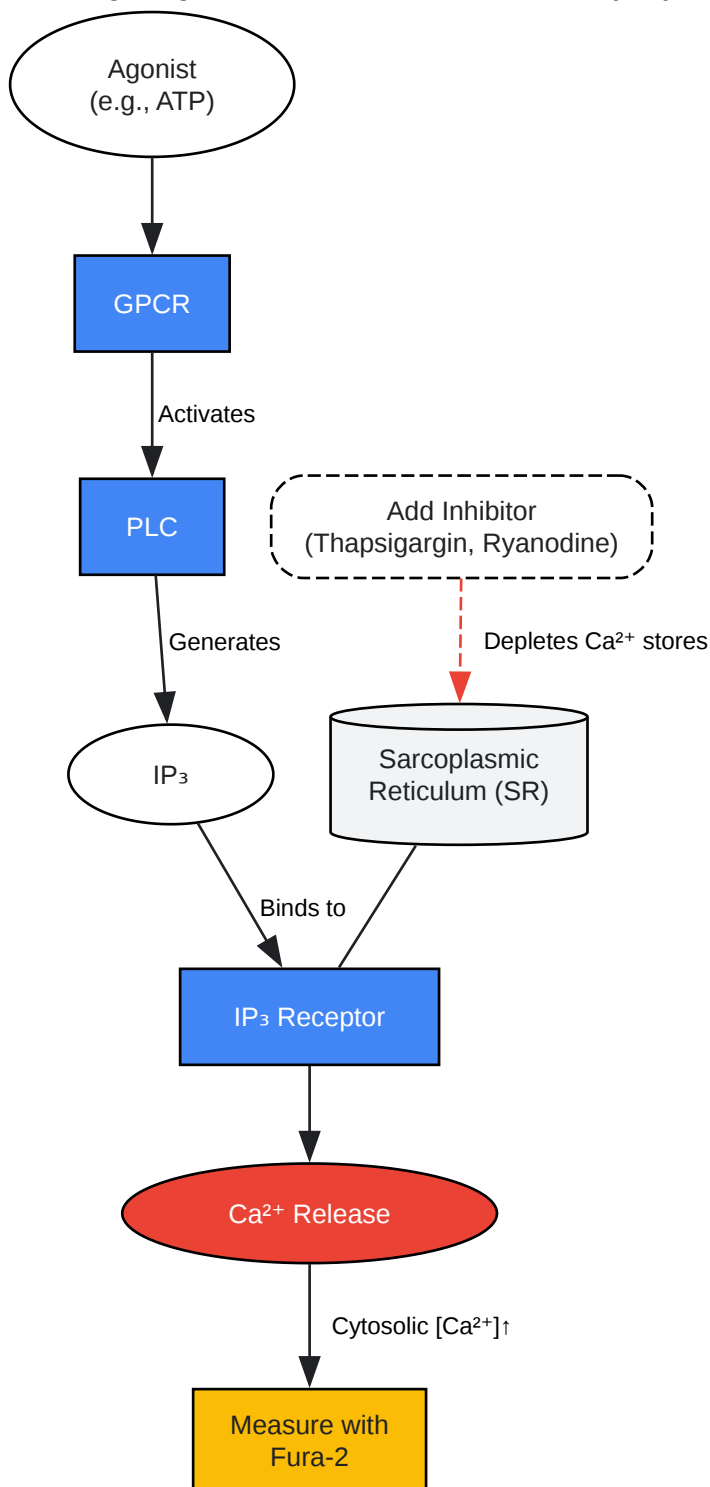 Agonist
(e.g., ATP)
GPCR
Activates
PLC
Add Inhibitor
(Thapsigargin, Ryanodine)
Generates
Depletes Ca²⁺ stores
IP₃
Sarcoplasmic
Reticulum (SR)
Binds to
IP₃ Receptor
Ca²⁺ Release
Cytosolic [Ca²⁺]↑
Measure with
Fura-2